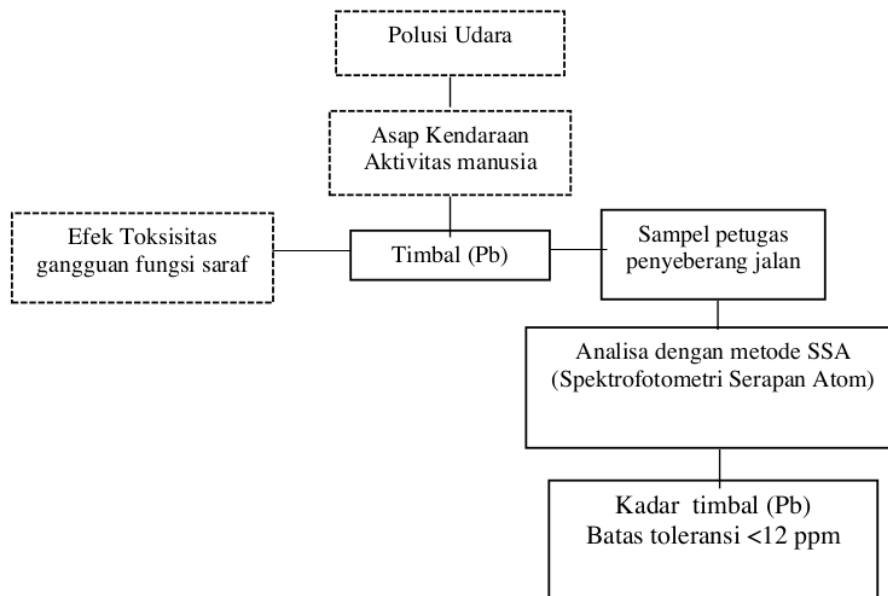 Polusi Udara
Asap Kendaraan
Aktivitas manusia
Efek Toksisitas
gangguan fungsi saraf
Timbal (Pb)
Sampel petugas
penyeberang jalan
Analisa dengan metode SSA
(Spektrofotometri Serapan Atom)
Kadar timbal (Pb)
Batas toleransi <12 ppm